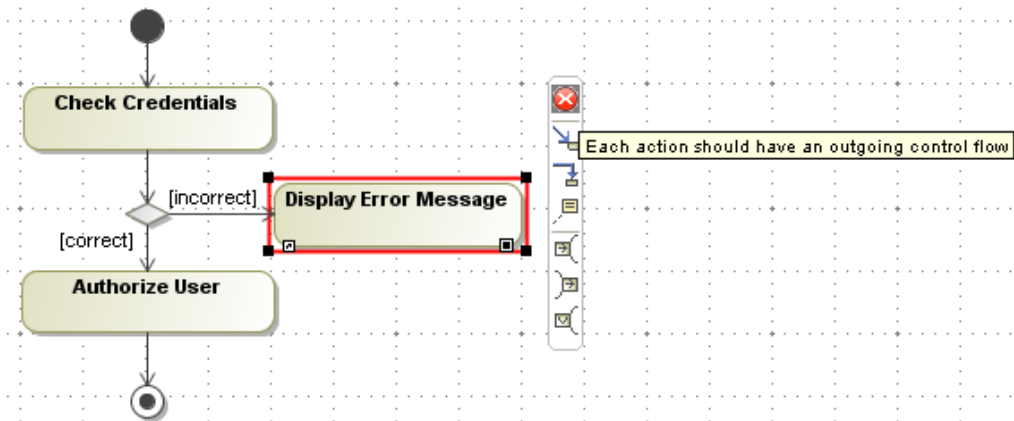 Check Credentials
Each action should have an outgoing control flow
[incorrect]
Display Error Message
[correct]
Authorize User